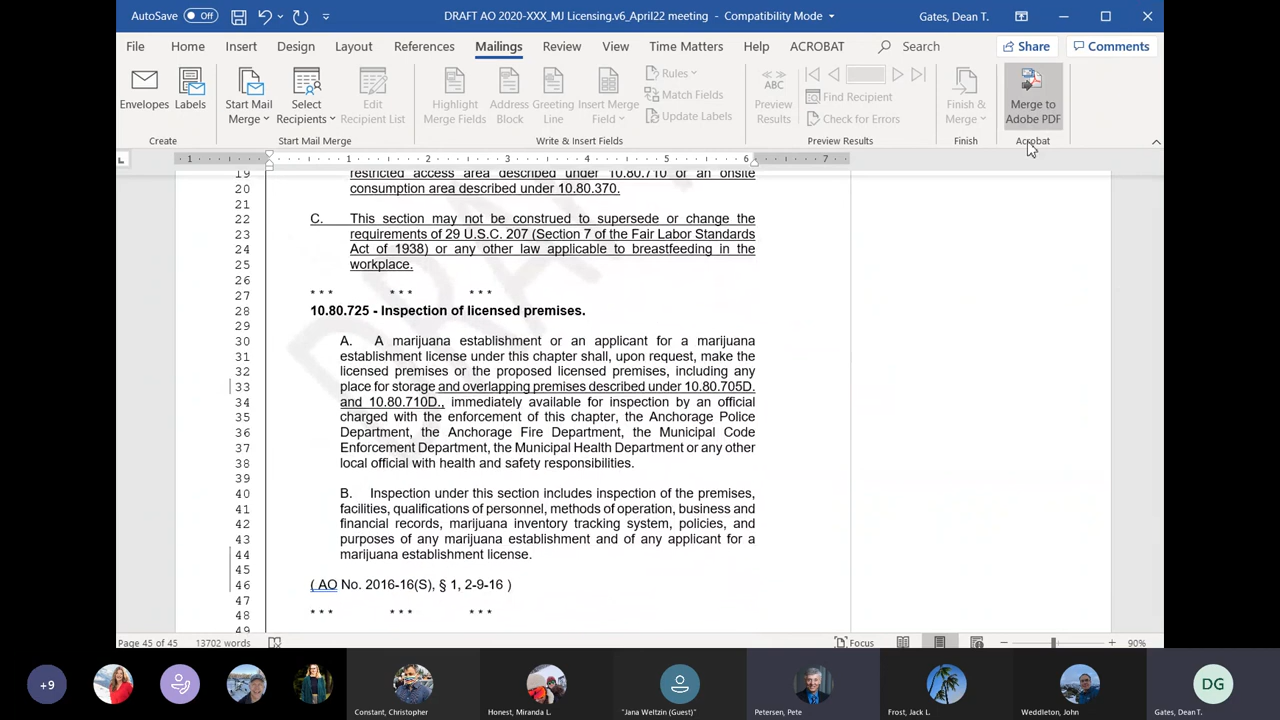 AutoSave Off DRAFT AO 2020-XXX_MJ Licensing.v6_April22 meeting - Compatibility Mode Gates, Dean T.
File Home Insert Design Layout References Mailings Review View Time Matters Help ACROBAT Search Share Comments
Envelopes Labels
Start Mail Merge
Select Recipients
Edit Recipient List
Highlight Merge Fields
Address Block
Greeting Line
Insert Merge Field
Rules
Match Fields
Update Labels
ABC
Preview Results
Find Recipient
Check for Errors
Finish & Merge
Merge to Adobe PDF
Create Start Mail Merge Write & Insert Fields Preview Results Finish Acrobat
1 1 2 3 4 5 6 7
19 restricted access area described under 10.80.710 or an onsite
20 consumption area described under 10.80.370.
21
22 C. This section may not be construed to supersede or change the
23 requirements of 29 U.S.C. 207 (Section 7 of the Fair Labor Standards
24 Act of 1938) or any other law applicable to breastfeeding in the
25 workplace.
26
27 * * * * * * * * *
28 10.80.725 - Inspection of licensed premises.
29
30 A. A marijuana establishment or an applicant for a marijuana
31 establishment license under this chapter shall, upon request, make the
32 licensed premises or the proposed licensed premises, including any
33 place for storage and overlapping premises described under 10.80.705D.
34 and 10.80.710D., immediately available for inspection by an official
35 charged with the enforcement of this chapter, the Anchorage Police
36 Department, the Anchorage Fire Department, the Municipal Code
37 Enforcement Department, the Municipal Health Department or any other
38 local official with health and safety responsibilities.
39
40 B. Inspection under this section includes inspection of the premises,
41 facilities, qualifications of personnel, methods of operation, business and
42 financial records, marijuana inventory tracking system, policies, and
43 purposes of any marijuana establishment and of any applicant for a
44 marijuana establishment license.
45
46 ( AO No. 2016-16(S), § 1, 2-9-16 )
47
48 * * * * * * * * *
49
Page 45 of 45 13702 words Focus 90%
+9 Constant, Christopher Honest, Miranda L. "Jana Weltzin (Guest)" Petersen, Pete Frost, Jack L. Weddleton, John DG Gates, Dean T.